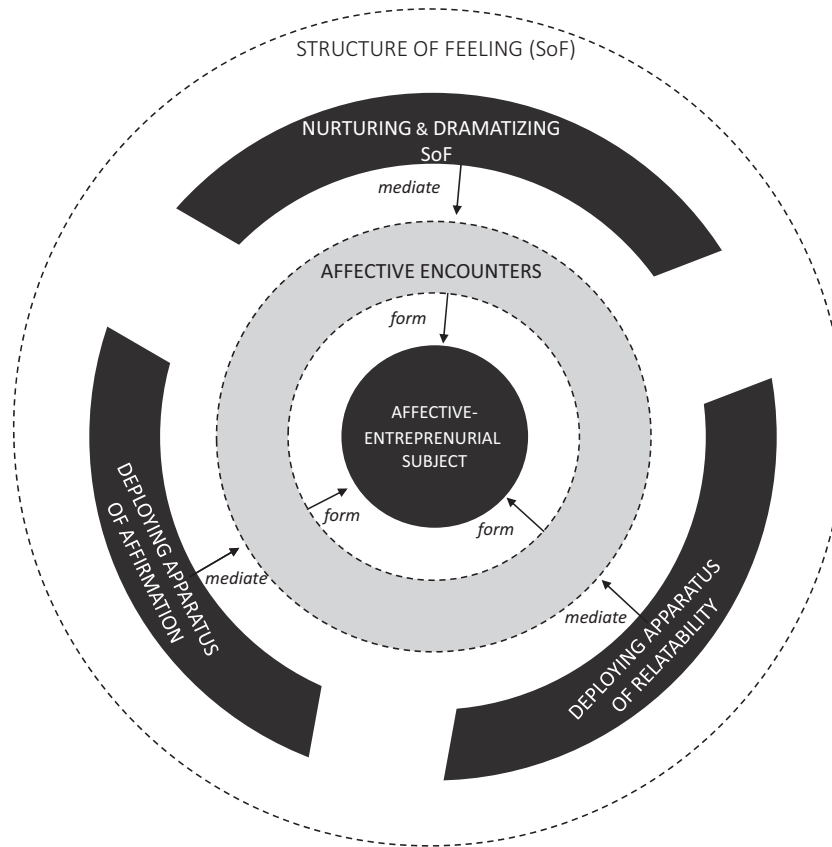 STRUCTURE OF FEELING (SoF)
NURTURING & DRAMATIZING
SoF
mediate
AFFECTIVE ENCOUNTERS
form
AFFECTIVE-
ENTREPRENURIAL
SUBJECT
form
form
DEPLOYING APPARATUS
OF AFFIRMATION
mediate
mediate
DEPLOYING APPARATUS
OF RELATABILITY